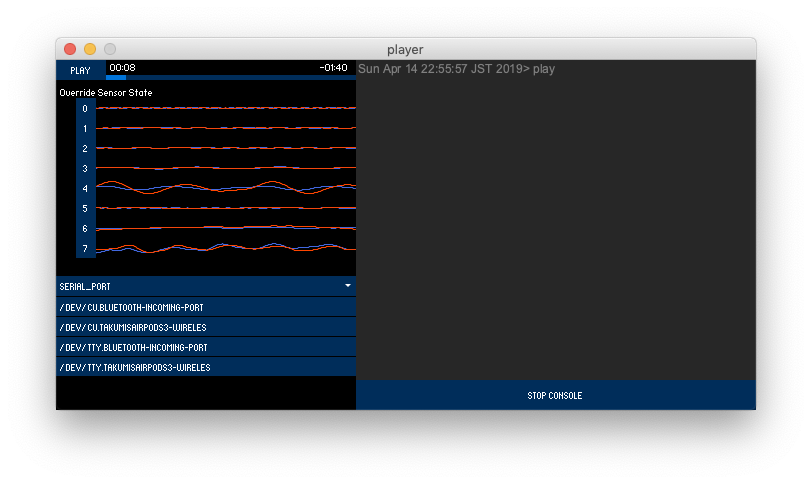 player
PLAY
00:08
-01:40
Sun Apr 14 22:55:57 JST 2019> play
Override Sensor State
0
1
2
3
4
5
6
7
SERIAL_PORT
/DEV/CU.BLUETOOTH-INCOMING-PORT
/DEV/CU.TAKUMISAIRPODS3-WIRELES
/DEV/TTY.BLUETOOTH-INCOMING-PORT
/DEV/TTY.TAKUMISAIRPODS3-WIRELES
STOP CONSOLE